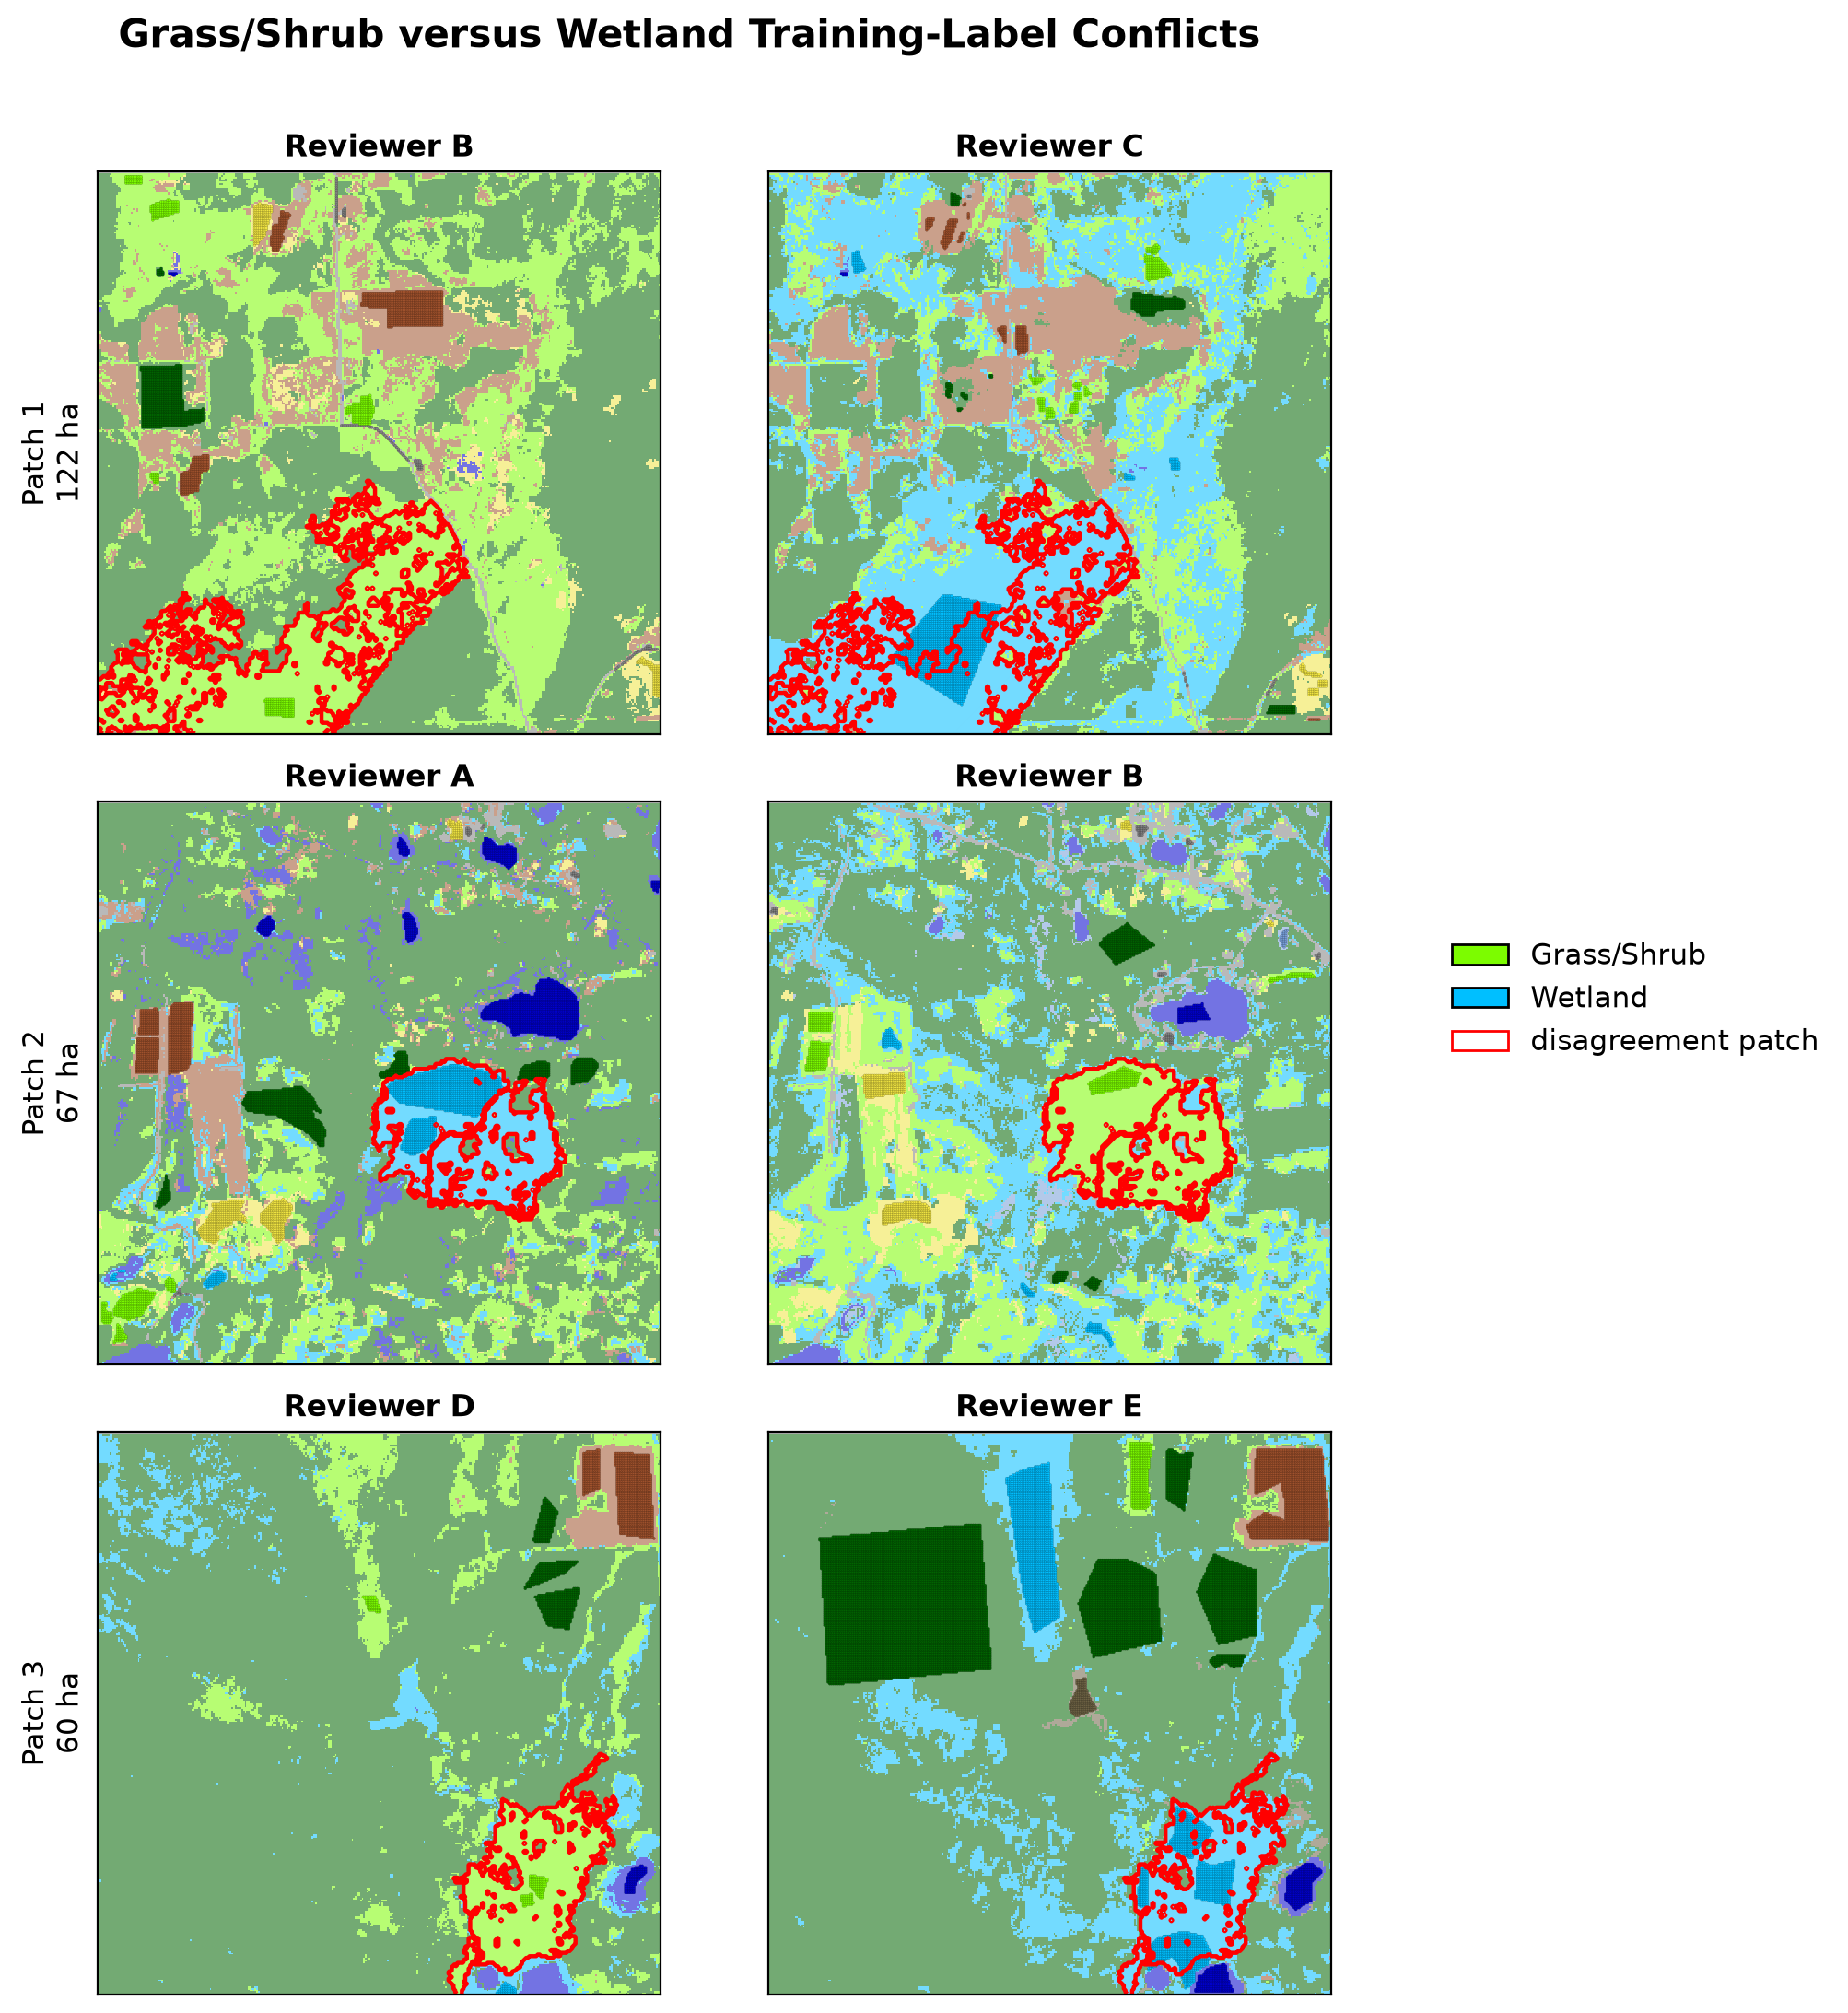 Grass/Shrub versus Wetland Training-Label Conflicts
Reviewer B
Reviewer C
Patch 1
122 ha
Reviewer A
Reviewer B
Patch 2
67 ha
Grass/Shrub
Wetland
disagreement patch
Reviewer D
Reviewer E
Patch 3
60 ha